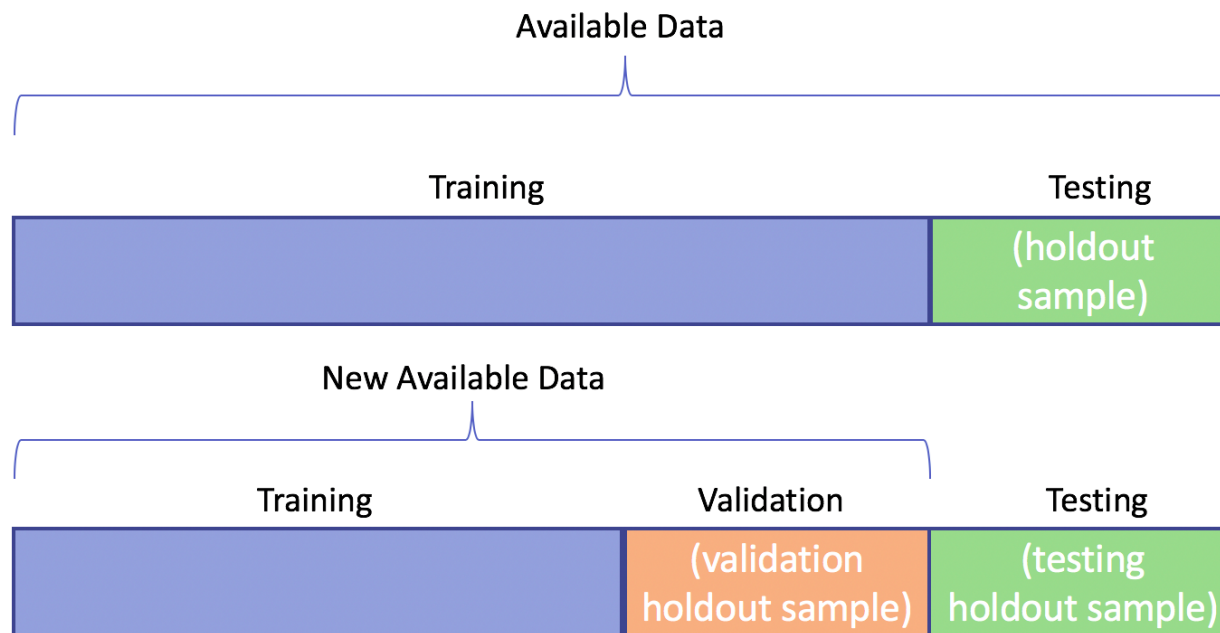 Available Data
Training
Testing
(holdout
sample)
New Available Data
Training
Validation
Testing
(validation
holdout sample)
(testing
holdout sample)